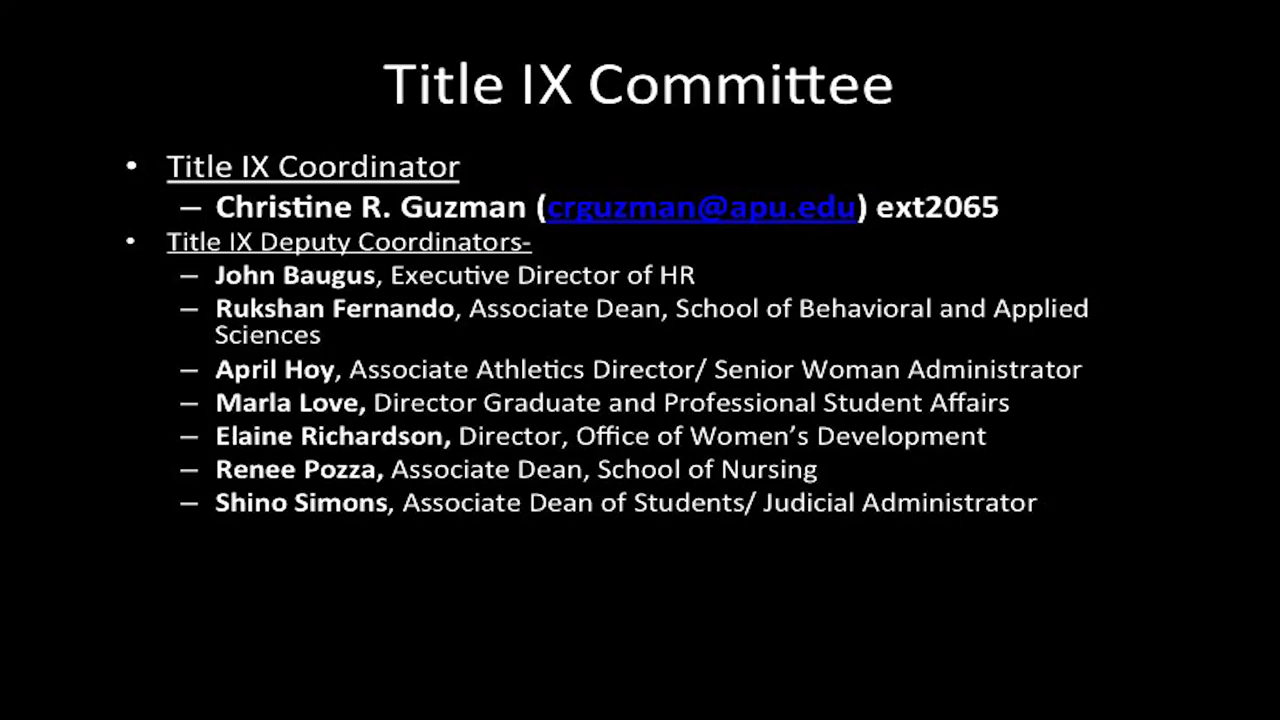 Title IX Committee
• Title IX Coordinator
– Christine R. Guzman (crguzman@apu.edu) ext2065
• Title IX Deputy Coordinators-
– John Baugus, Executive Director of HR
– Rukshan Fernando, Associate Dean, School of Behavioral and Applied
Sciences
– April Hoy, Associate Athletics Director/ Senior Woman Administrator
– Marla Love, Director Graduate and Professional Student Affairs
– Elaine Richardson, Director, Office of Women’s Development
– Renee Pozza, Associate Dean, School of Nursing
– Shino Simons, Associate Dean of Students/ Judicial Administrator